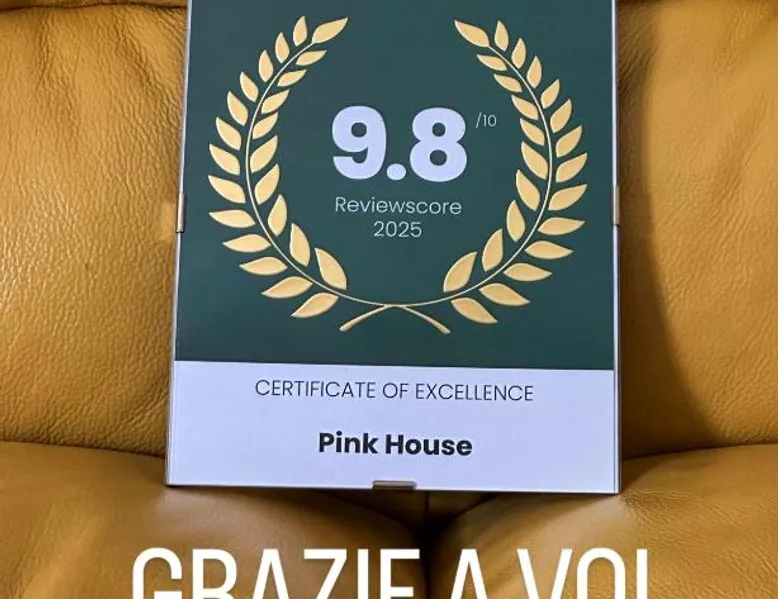 9.8 /10
Reviewscore
2025
CERTIFICATE OF EXCELLENCE
Pink House
GRAZIE A VOI